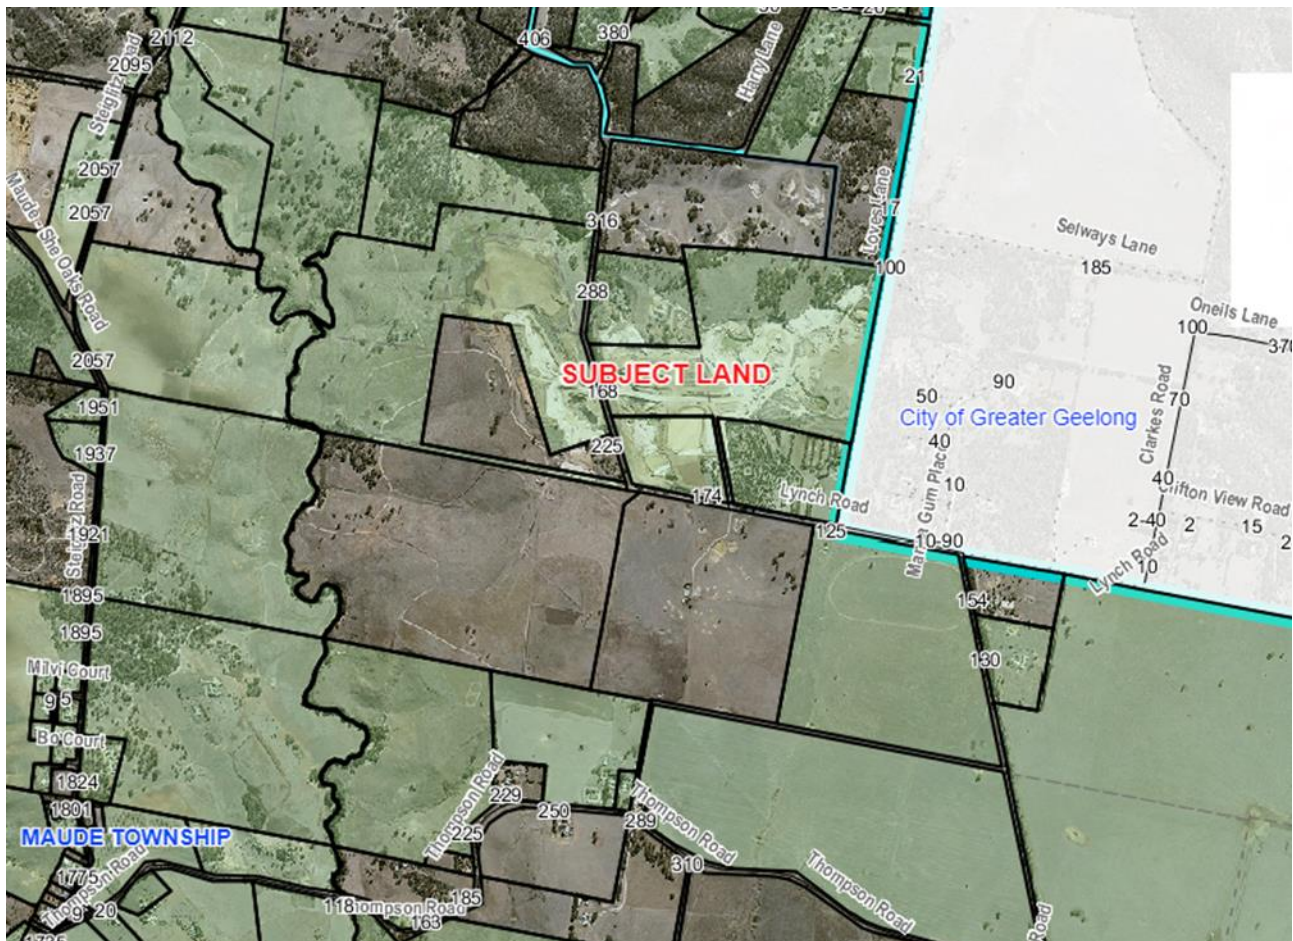 2112
406
380
20
Harry Lane
2095
Steiglitz Road
21
2057
2057
Maude - She Oaks Road
Loves Lane
17
316
Selways Lane
100
185
288
Oneils Lane
100
370
2057
SUBJECT LAND
168
90
50
70
Clarkes Road
1951
City of Greater Geelong
40
225
1937
40
10
174
Lynch Road
Clifton View Road
2-40
2
15
2
125
10-90
Steiglitz Road
1921
10
Lynch Road
1895
154
1895
130
Milvi Court
9
5
Bo Court
1824
229
Thompson Road
250
1801
289
Thompson Road
225
MAUDE TOWNSHIP
310
Thompson Road
1775
Thompson Road
9
20
118
Thompson Road
185
163
Road